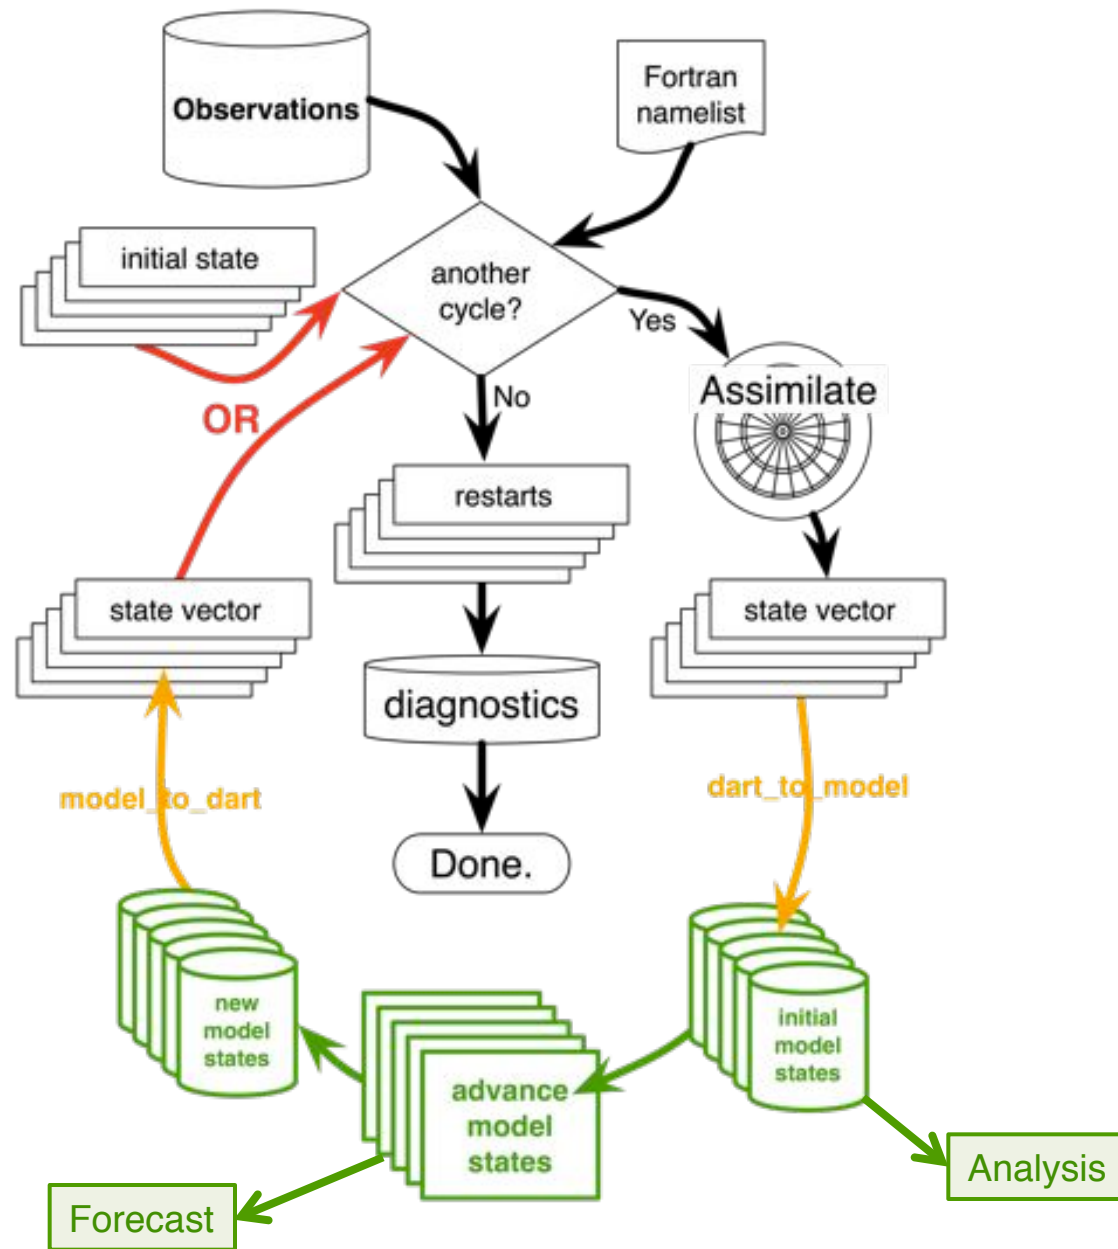 Observations
Fortran
namelist
initial state
another
cycle?
Yes
No
OR
Assimilate
restarts
state vector
state vector
diagnostics
model_to_dart
dart_to_model
Done.
new
model
states
initial
model
states
advance
model
states
Analysis
Forecast